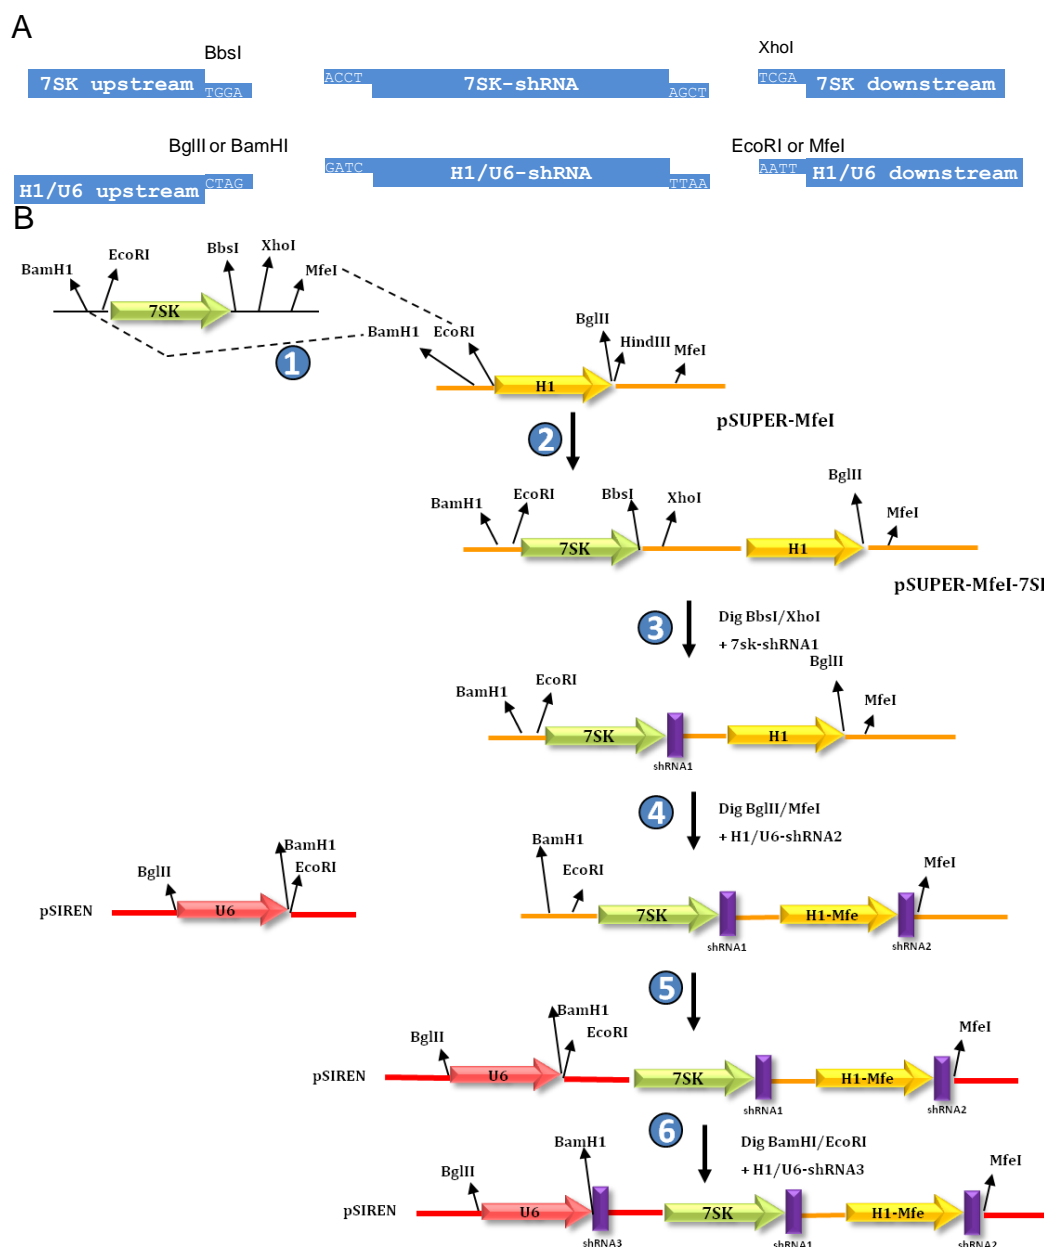 A
BbsI
XhoI
7SK upstream
TGGA
ACCT
7SK-shRNA
AGCT
TCGA
7SK downstream
BglII or BamHI
EcoRI or MfeI
H1/U6 upstream
CTAG
GATC
H1/U6-shRNA
TTAA
AATT
H1/U6 downstream
B
BamH1
EcoRI
BbsI
XhoI
MfeI
7SK
1
BamH1
EcoRI
BglII
HindIII
MfeI
H1
pSUPER-MfeI
2
BamH1
EcoRI
BbsI
XhoI
BglII
MfeI
7SK
H1
pSUPER-MfeI-7SK
3
Dig BbsI/XhoI
+ 7sk-shRNA1
BamH1
EcoRI
BglII
MfeI
7SK
shRNA1
H1
4
Dig BglII/MfeI
+ H1/U6-shRNA2
pSIREN
BglII
BamH1
EcoRI
U6
BamH1
EcoRI
MfeI
7SK
shRNA1
H1-Mfe
shRNA2
5
pSIREN
BglII
BamH1
EcoRI
MfeI
U6
7SK
shRNA1
H1-Mfe
shRNA2
6
Dig BamHI/EcoRI
+ H1/U6-shRNA3
pSIREN
BglII
BamH1
MfeI
U6
shRNA3
7SK
shRNA1
H1-Mfe
shRNA2